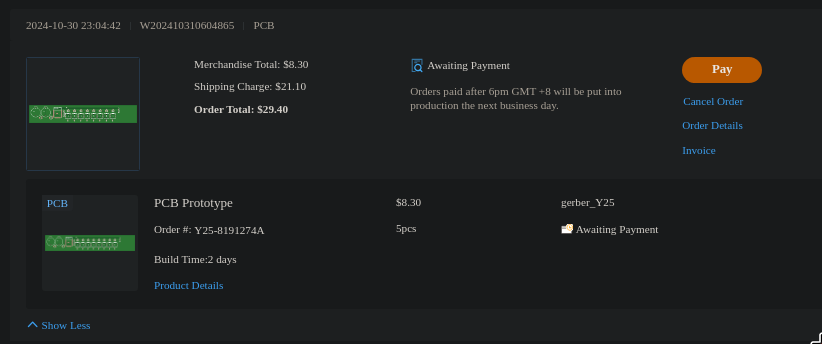 2024-10-30 23:04:42 | W202410310604865 | PCB
Merchandise Total: $8.30
Shipping Charge: $21.10
Order Total: $29.40
Awaiting Payment
Orders paid after 6pm GMT +8 will be put into
production the next business day.
Pay
Cancel Order
Order Details
Invoice
PCB
PCB Prototype
Order #: Y25-8191274A
Build Time:2 days
Product Details
$8.30
5pcs
gerber_Y25
Awaiting Payment
Show Less